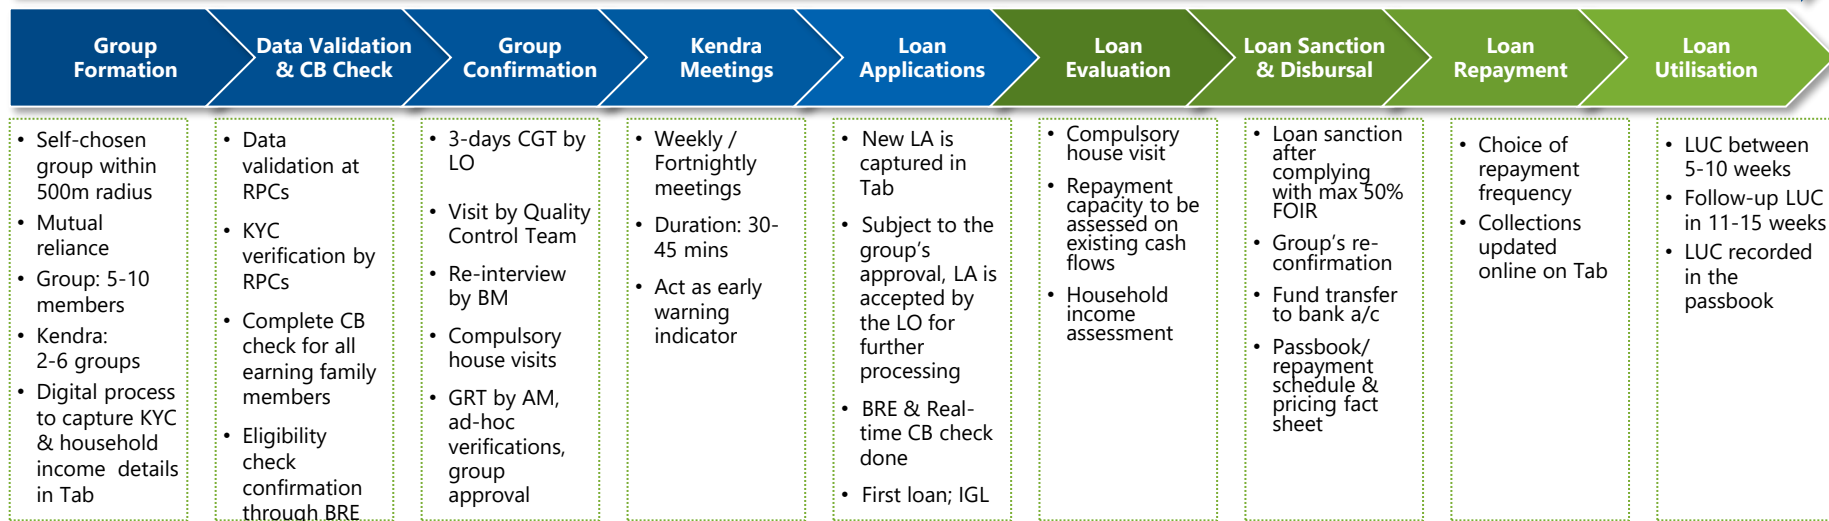 Group
Formation
Data Validation
& CB Check
Group
Confirmation
Kendra
Meetings
Loan
Applications
Loan
Evaluation
Loan Sanction
& Disbursal
Loan
Repayment
Loan
Utilisation
• Self-chosen
group within
500m radius
• Mutual
reliance
• Group: 5-10
members
• Kendra:
2-6 groups
• Digital process
to capture KYC
& household
income details
in Tab
• Data
validation at
RPCs
• KYC
verification by
RPCs
• Complete CB
check for all
earning family
members
• Eligibility
check
confirmation
through BRE
• 3-days CGT by
LO
• Visit by Quality
Control Team
• Re-interview
by BM
• Compulsory
house visits
• GRT by AM,
ad-hoc
verifications,
group
approval
• Weekly /
Fortnightly
meetings
• Duration: 30-
45 mins
• Act as early
warning
indicator
• New LA is
captured in
Tab
• Subject to the
group's
approval, LA is
accepted by
the LO for
further
processing
• BRE & Real-
time CB check
done
• First loan; IGL
• Compulsory
house visit
• Repayment
capacity to be
assessed on
existing cash
flows
• Household
income
assessment
• Loan sanction
after
complying
with max 50%
FOIR
• Group's re-
confirmation
• Fund transfer
to bank a/c
• Passbook/
repayment
schedule &
pricing fact
sheet
• Choice of
repayment
frequency
• Collections
updated
online on Tab
• LUC between
5-10 weeks
• Follow-up LUC
in 11-15 weeks
• LUC recorded
in the
passbook